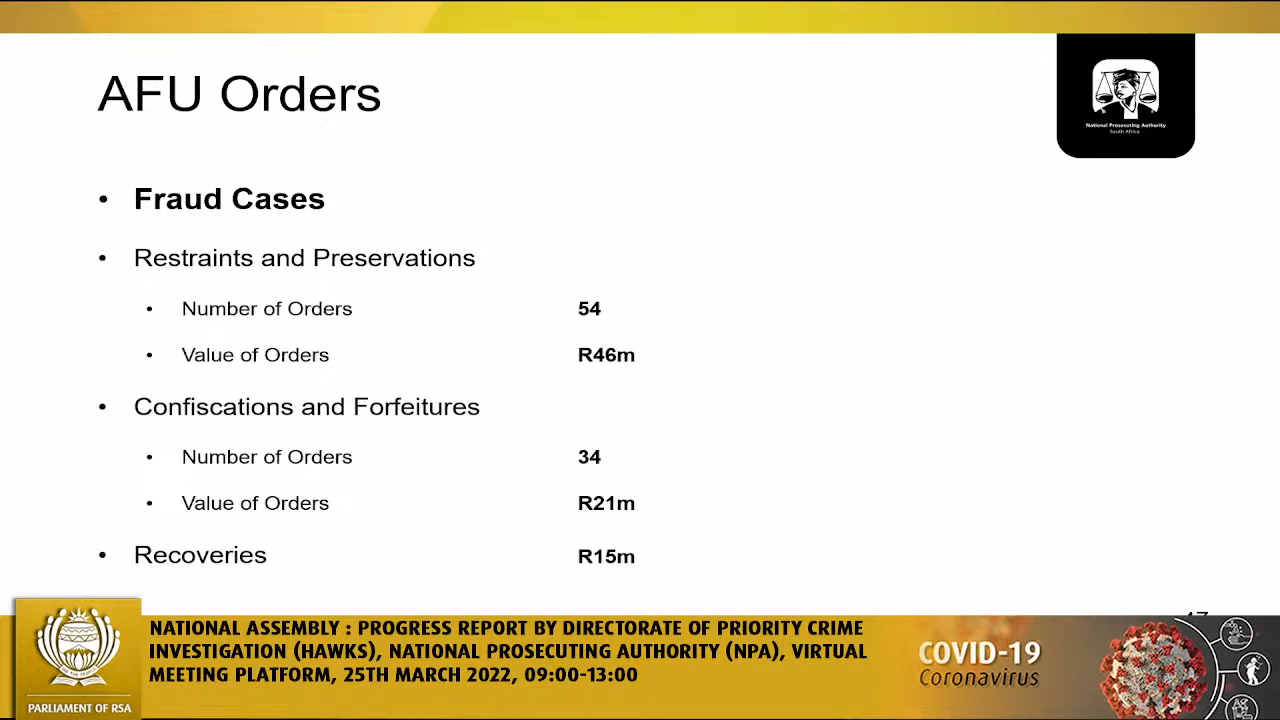 AFU Orders
National Prosecuting Authority
South Africa
• Fraud Cases
• Restraints and Preservations
• Number of Orders 54
• Value of Orders R46m
• Confiscations and Forfeitures
• Number of Orders 34
• Value of Orders R21m
• Recoveries R15m
NATIONAL ASSEMBLY : PROGRESS REPORT BY DIRECTORATE OF PRIORITY CRIME
INVESTIGATION (HAWKS), NATIONAL PROSECUTING AUTHORITY (NPA), VIRTUAL
MEETING PLATFORM, 25TH MARCH 2022, 09:00-13:00
PARLIAMENT OF RSA
COVID-19
Coronavirus